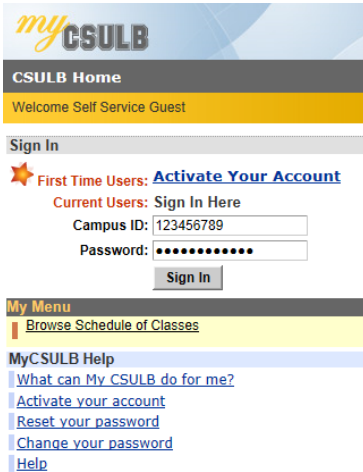 my CSULB
CSULB Home
Welcome Self Service Guest
Sign In
First Time Users: Activate Your Account
Current Users: Sign In Here
Campus ID: 123456789
Password: ••••••••••••
Sign In
My Menu
Browse Schedule of Classes
MyCSULB Help
What can My CSULB do for me?
Activate your account
Reset your password
Change your password
Help